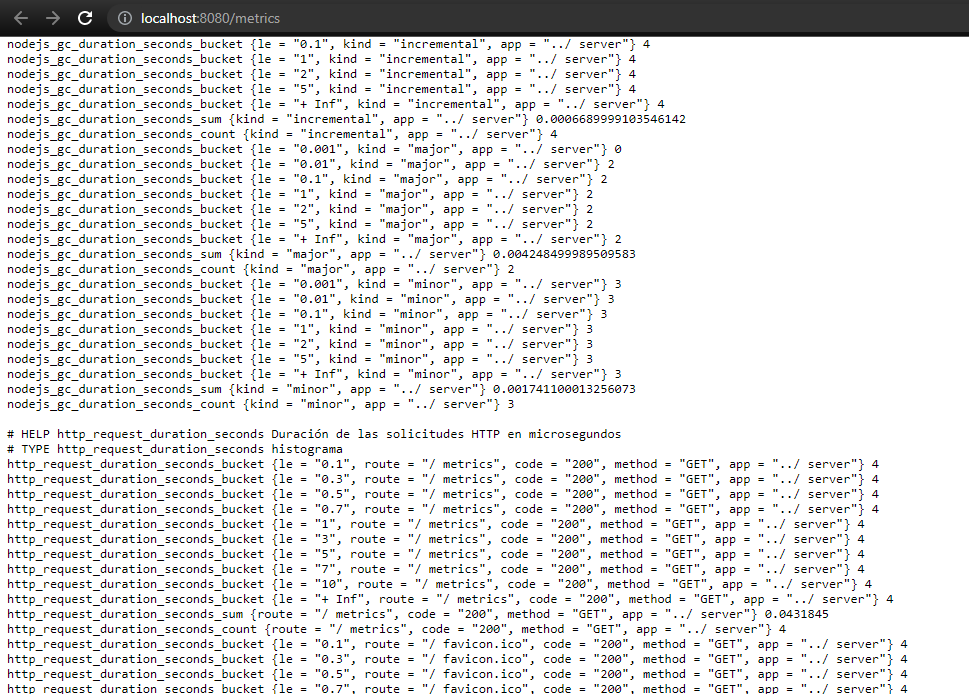 localhost:8080/metrics
nodejs_gc_duration_seconds_bucket {le = "0.1", kind = "incremental", app = "../ server"} 4
nodejs_gc_duration_seconds_bucket {le = "1", kind = "incremental", app = "../ server"} 4
nodejs_gc_duration_seconds_bucket {le = "2", kind = "incremental", app = "../ server"} 4
nodejs_gc_duration_seconds_bucket {le = "5", kind = "incremental", app = "../ server"} 4
nodejs_gc_duration_seconds_bucket {le = "+ Inf", kind = "incremental", app = "../ server"} 4
nodejs_gc_duration_seconds_sum {kind = "incremental", app = "../ server"} 0.0006689999103546142
nodejs_gc_duration_seconds_count {kind = "incremental", app = "../ server"} 4
nodejs_gc_duration_seconds_bucket {le = "0.001", kind = "major", app = "../ server"} 0
nodejs_gc_duration_seconds_bucket {le = "0.01", kind = "major", app = "../ server"} 2
nodejs_gc_duration_seconds_bucket {le = "0.1", kind = "major", app = "../ server"} 2
nodejs_gc_duration_seconds_bucket {le = "1", kind = "major", app = "../ server"} 2
nodejs_gc_duration_seconds_bucket {le = "2", kind = "major", app = "../ server"} 2
nodejs_gc_duration_seconds_bucket {le = "5", kind = "major", app = "../ server"} 2
nodejs_gc_duration_seconds_bucket {le = "+ Inf", kind = "major", app = "../ server"} 2
nodejs_gc_duration_seconds_sum {kind = "major", app = "../ server"} 0.004248499989509583
nodejs_gc_duration_seconds_count {kind = "major", app = "../ server"} 2
nodejs_gc_duration_seconds_bucket {le = "0.001", kind = "minor", app = "../ server"} 3
nodejs_gc_duration_seconds_bucket {le = "0.01", kind = "minor", app = "../ server"} 3
nodejs_gc_duration_seconds_bucket {le = "0.1", kind = "minor", app = "../ server"} 3
nodejs_gc_duration_seconds_bucket {le = "1", kind = "minor", app = "../ server"} 3
nodejs_gc_duration_seconds_bucket {le = "2", kind = "minor", app = "../ server"} 3
nodejs_gc_duration_seconds_bucket {le = "5", kind = "minor", app = "../ server"} 3
nodejs_gc_duration_seconds_bucket {le = "+ Inf", kind = "minor", app = "../ server"} 3
nodejs_gc_duration_seconds_sum {kind = "minor", app = "../ server"} 0.001741100013256073
nodejs_gc_duration_seconds_count {kind = "minor", app = "../ server"} 3
# HELP http_request_duration_seconds Duración de las solicitudes HTTP en microsegundos
# TYPE http_request_duration_seconds histograma
http_request_duration_seconds_bucket {le = "0.1", route = "/ metrics", code = "200", method = "GET", app = "../ server"} 4
http_request_duration_seconds_bucket {le = "0.3", route = "/ metrics", code = "200", method = "GET", app = "../ server"} 4
http_request_duration_seconds_bucket {le = "0.5", route = "/ metrics", code = "200", method = "GET", app = "../ server"} 4
http_request_duration_seconds_bucket {le = "0.7", route = "/ metrics", code = "200", method = "GET", app = "../ server"} 4
http_request_duration_seconds_bucket {le = "1", route = "/ metrics", code = "200", method = "GET", app = "../ server"} 4
http_request_duration_seconds_bucket {le = "3", route = "/ metrics", code = "200", method = "GET", app = "../ server"} 4
http_request_duration_seconds_bucket {le = "5", route = "/ metrics", code = "200", method = "GET", app = "../ server"} 4
http_request_duration_seconds_bucket {le = "7", route = "/ metrics", code = "200", method = "GET", app = "../ server"} 4
http_request_duration_seconds_bucket {le = "10", route = "/ metrics", code = "200", method = "GET", app = "../ server"} 4
http_request_duration_seconds_bucket {le = "+ Inf", route = "/ metrics", code = "200", method = "GET", app = "../ server"} 4
http_request_duration_seconds_sum {route = "/ metrics", code = "200", method = "GET", app = "../ server"} 0.0431845
http_request_duration_seconds_count {route = "/ metrics", code = "200", method = "GET", app = "../ server"} 4
http_request_duration_seconds_bucket {le = "0.1", route = "/ favicon.ico", code = "200", method = "GET", app = "../ server"} 4
http_request_duration_seconds_bucket {le = "0.3", route = "/ favicon.ico", code = "200", method = "GET", app = "../ server"} 4
http_request_duration_seconds_bucket {le = "0.5", route = "/ favicon.ico", code = "200", method = "GET", app = "../ server"} 4
http_request_duration_seconds_bucket {le = "0.7", route = "/ favicon.ico", code = "200", method = "GET", app = "../ server"} 4